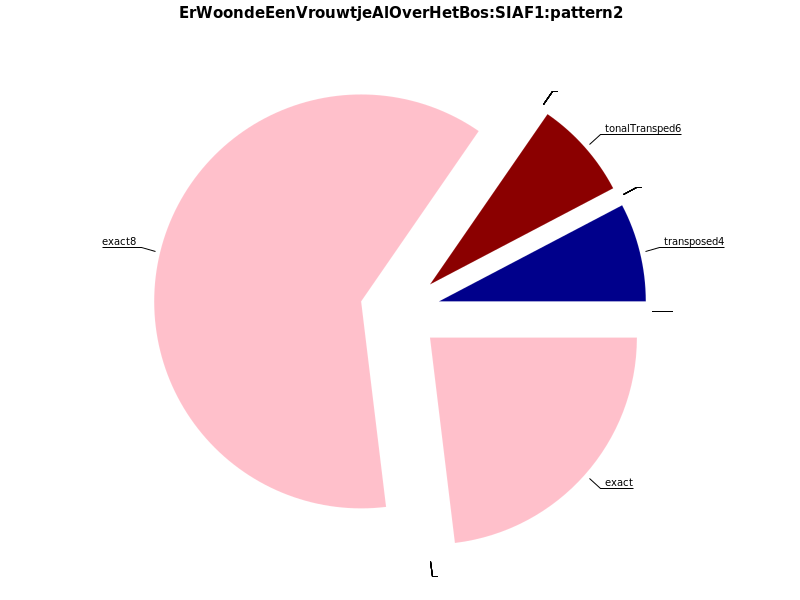 ErWoondeEenVrouwtjeAlOverHetBos:SIAF1:pattern2
tonalTransped6
exact8
transposed4
exact